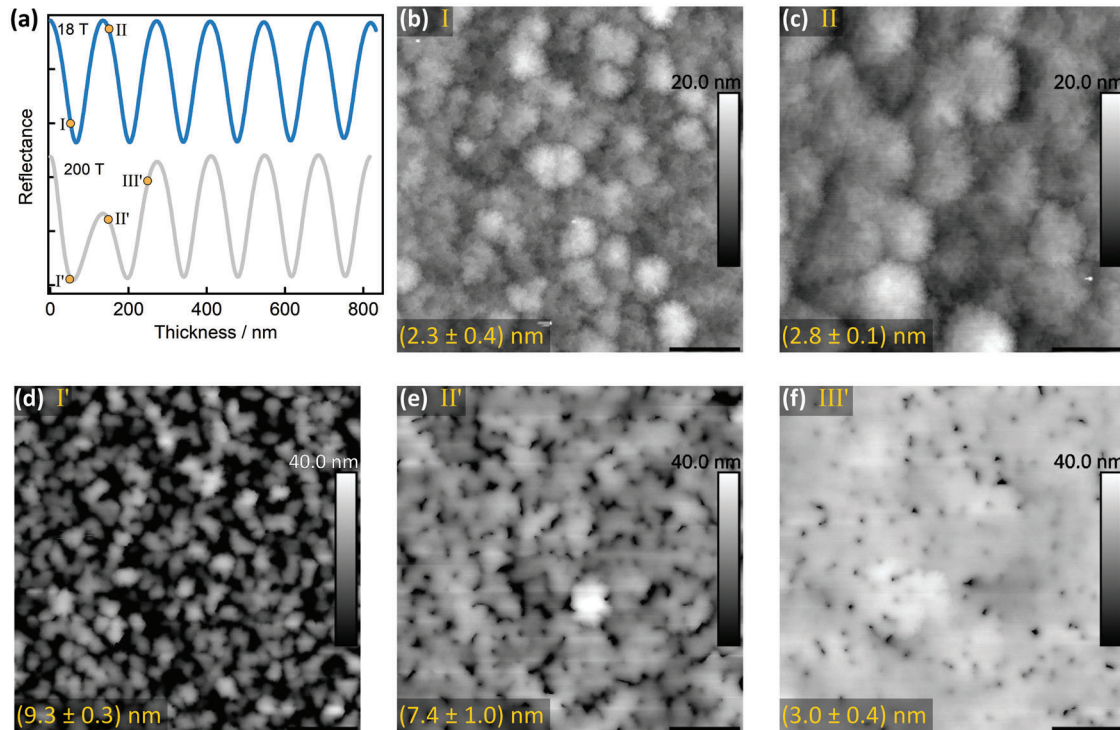 (a)
18 T
II
I
200 T
III'
II'
I'
Reflectance
0 200 400 600 800
Thickness / nm
(b) I
20.0 nm
(2.3 ± 0.4) nm
(c) II
20.0 nm
(2.8 ± 0.1) nm
(d) I'
40.0 nm
(9.3 ± 0.3) nm
(e) II'
40.0 nm
(7.4 ± 1.0) nm
(f) III'
40.0 nm
(3.0 ± 0.4) nm